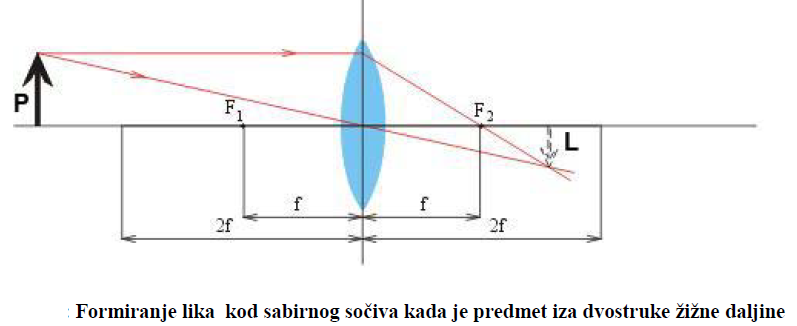 P
F1
F2
L
f
f
2f
2f
: Formiranje lika kod sabirnog sočiva kada je predmet iza dvostruke žižne daljine